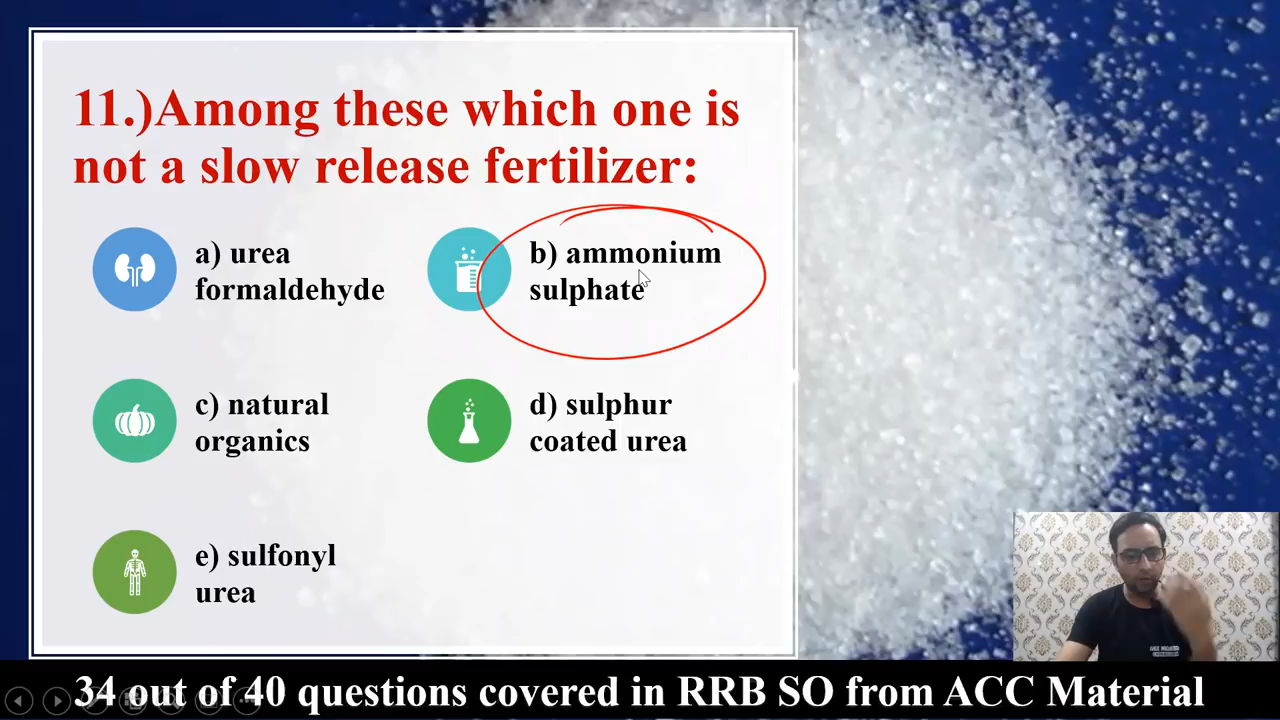 11.)Among these which one is
not a slow release fertilizer:
a) urea
formaldehyde
b) ammonium
sulphate
c) natural
organics
d) sulphur
coated urea
e) sulfonyl
urea
34 out of 40 questions covered in RRB SO from ACC Material